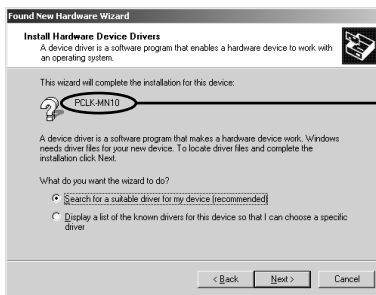 Found New Hardware Wizard
Install Hardware Device Drivers
A device driver is a software program that enables a hardware device to work with
an operating system.
This wizard will complete the installation for this device:
PCLK-MN10
A device driver is a software program that makes a hardware device work. Windows
needs driver files for your new device. To locate driver files and complete the
installation click Next.
What do you want the wizard to do?
Search for a suitable driver for my device (recommended)
Display a list of the known drivers for this device so that I can choose a specific
driver
< Back Next > Cancel